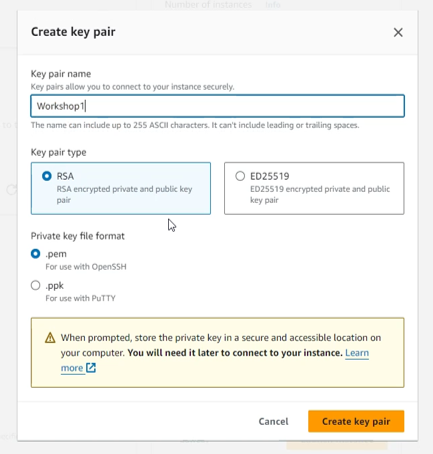 Number of instances
Create key pair
Key pair name
Key pairs allow you to connect to your instance securely.
Workshop1
The name can include up to 255 ASCII characters. It can't include leading or trailing spaces.
Key pair type
RSA
RSA encrypted private and public key
pair
ED25519
ED25519 encrypted private and public
key pair
Private key file format
.pem
For use with OpenSSH
.ppk
For use with PuTTY
When prompted, store the private key in a secure and accessible location on
your computer. You will need it later to connect to your instance. Learn
more
Cancel
Create key pair